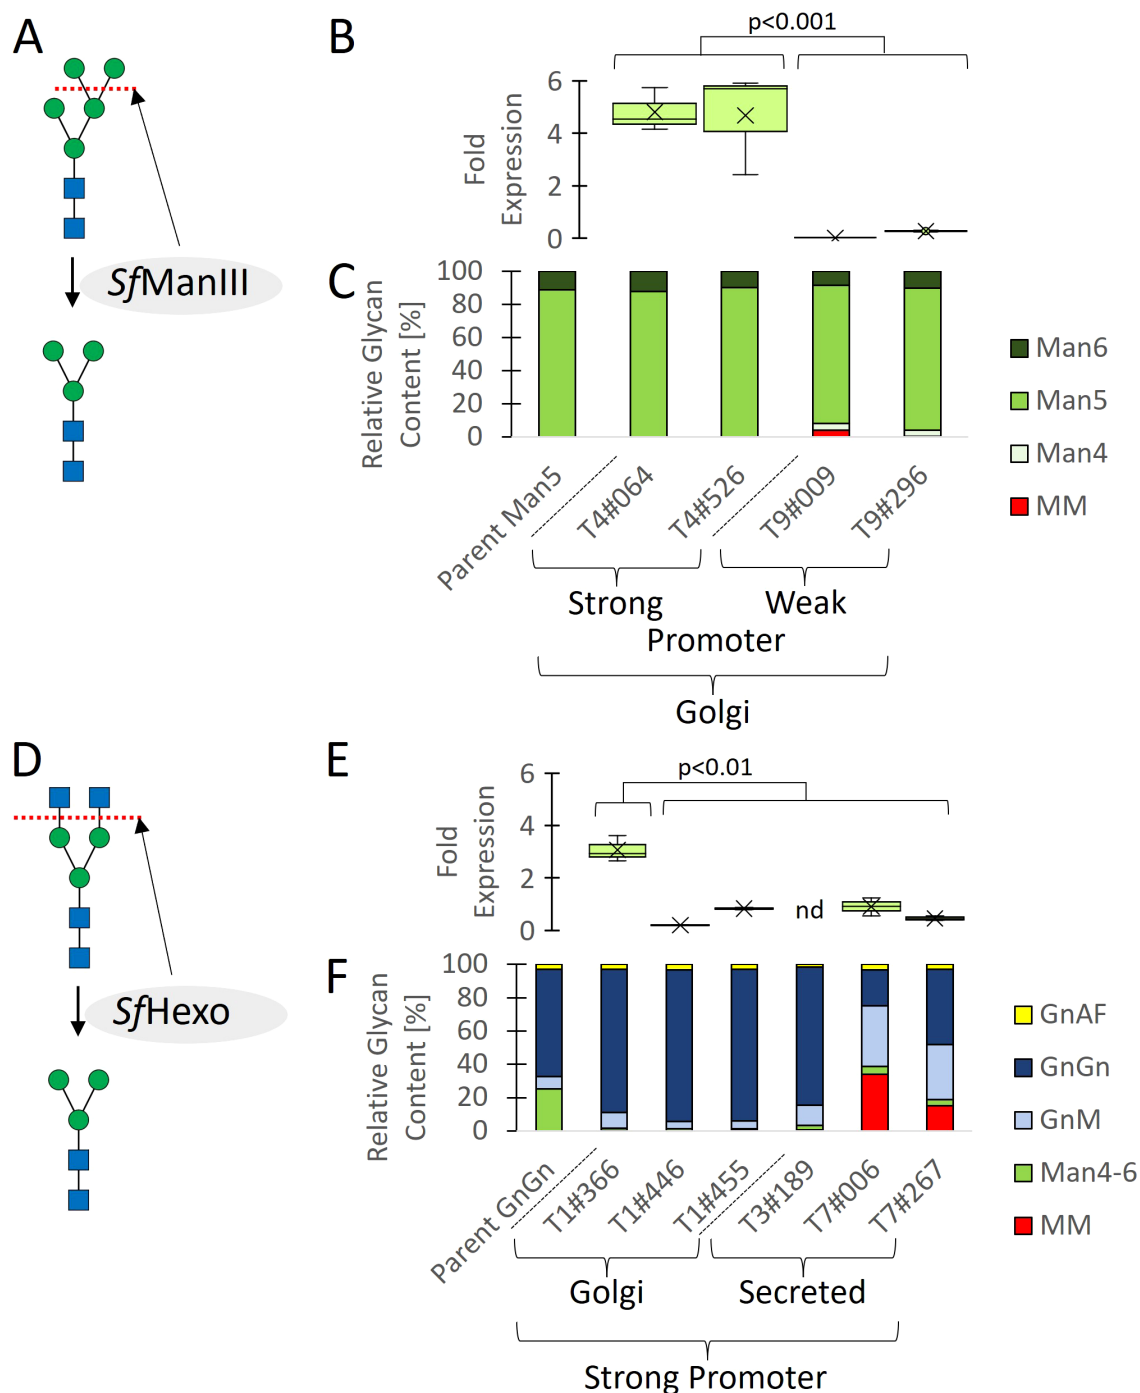 A
SfManIII
B
p<0.001
Fold
Expression
6
4
2
0
C
Relative Glycan
Content [%]
100
80
60
40
20
0
Man6
Man5
Man4
MM
Parent Man5
T4#064
T4#526
T9#009
T9#296
Strong
Weak
Promoter
Golgi
D
SfHexo
E
p<0.01
Fold
Expression
6
4
2
0
nd
F
Relative Glycan
Content [%]
100
80
60
40
20
0
GnAF
GnGn
GnM
Man4-6
MM
Parent GnGn
T1#366
T1#446
T1#455
T3#189
T7#006
T7#267
Golgi
Secreted
Strong Promoter